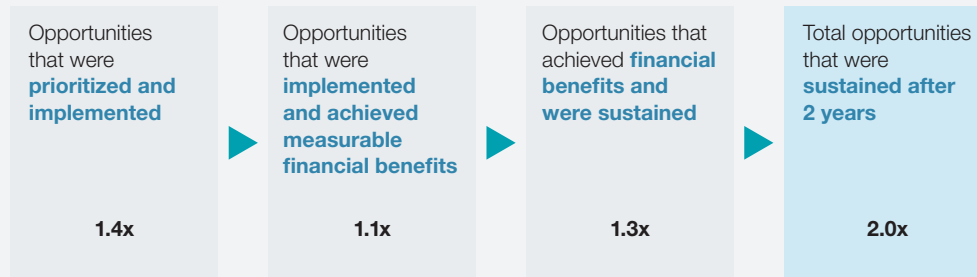 Opportunities
that were
prioritized and
implemented
1.4x
Opportunities
that were
implemented
and achieved
measurable
financial benefits
1.1x
Opportunities that
achieved financial
benefits and
were sustained
1.3x
Total opportunities
that were
sustained after
2 years
2.0x